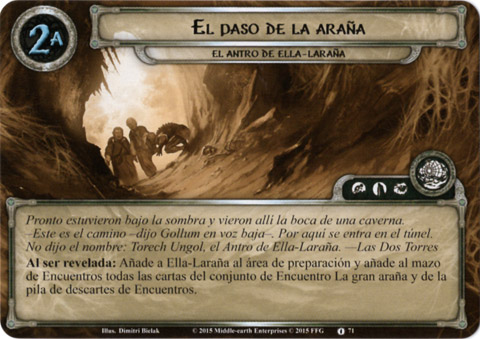 2A
El paso de la araña
El antro de Ella-Laraña
Pronto estuvieron bajo la sombra y vieron allí la boca de una caverna.
–Este es el camino –dijo Gollum en voz baja–. Por aquí se entra en el túnel.
No dijo el nombre: Torech Ungol, el Antro de Ella-Laraña. —Las Dos Torres
Al ser revelada: Añade a Ella-Laraña al área de preparación y añade al mazo
de Encuentros todas las cartas del conjunto de Encuentro La gran araña y de la
pila de descartes de Encuentros.
Illus. Dimitri Bielak © 2015 Middle-earth Enterprises © 2015 FFG 71